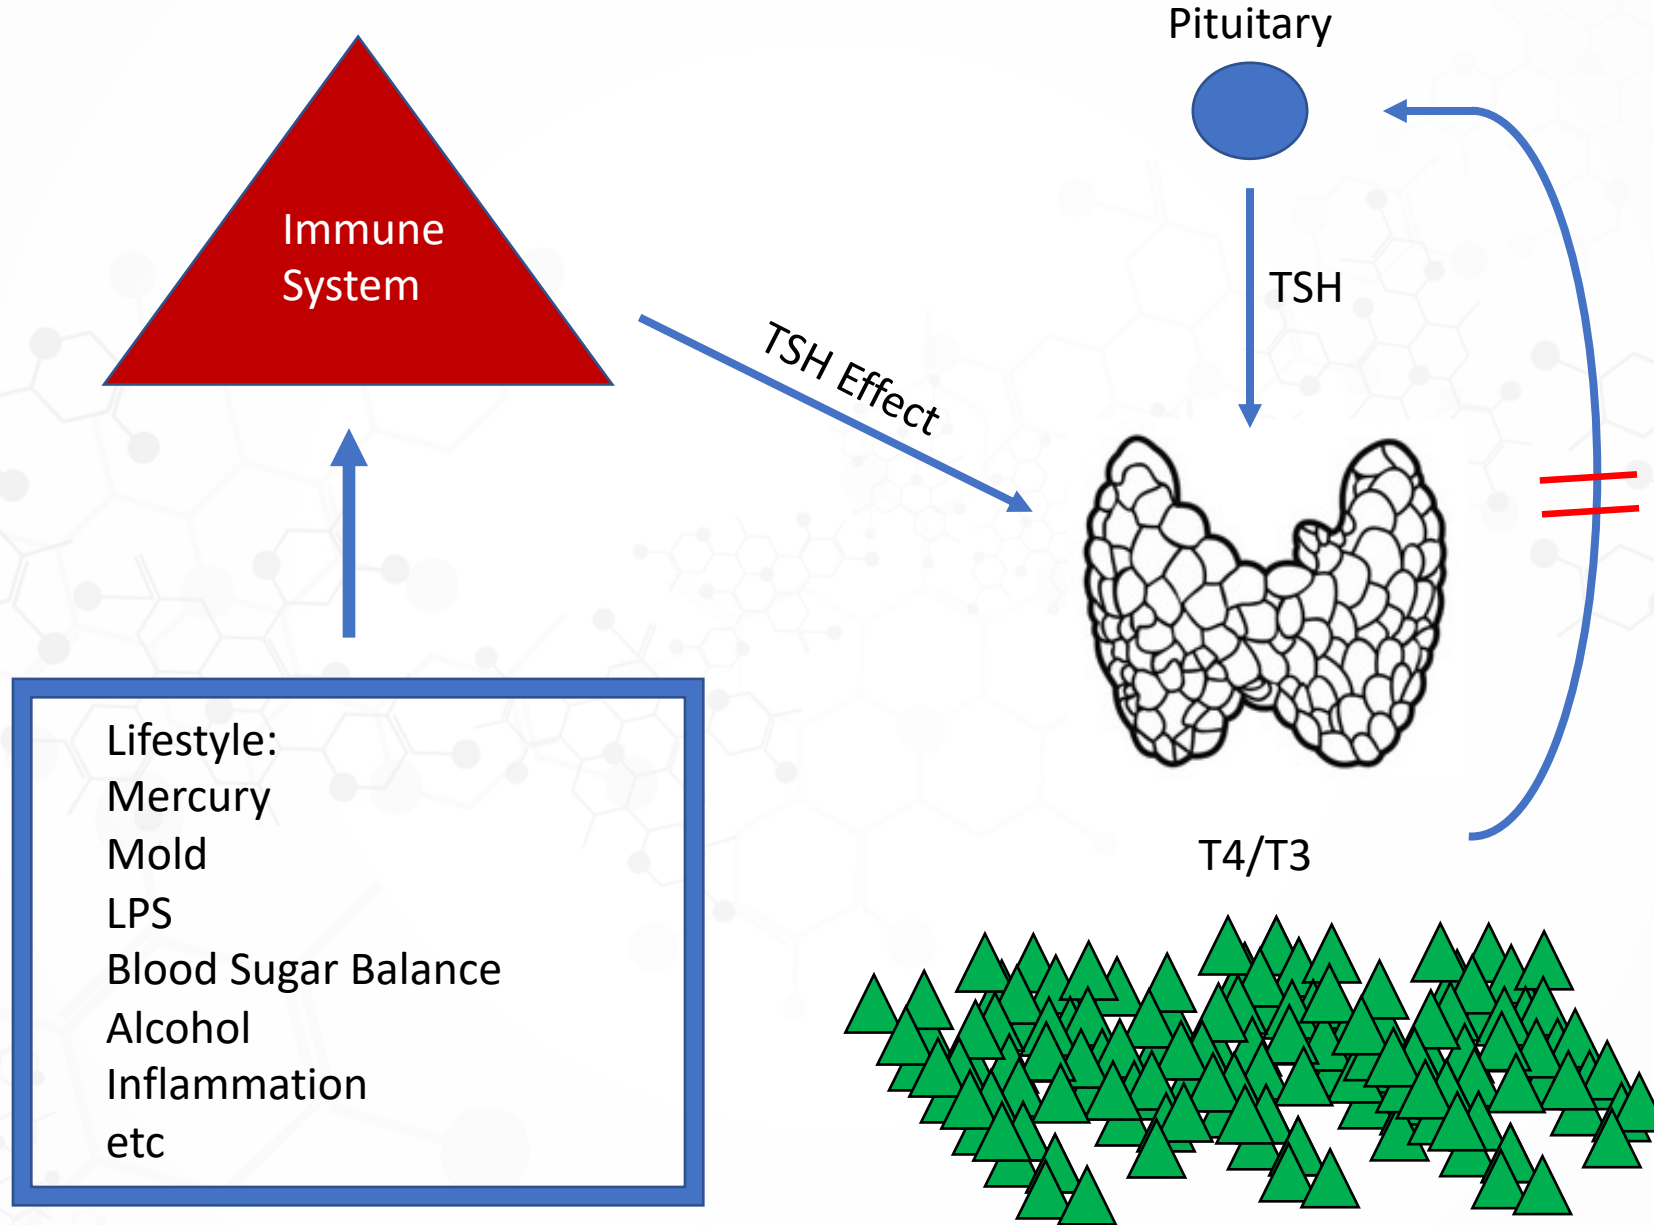 Pituitary
Immune
System
TSH
TSH Effect
Lifestyle:
Mercury
Mold
LPS
Blood Sugar Balance
Alcohol
Inflammation
etc
T4/T3